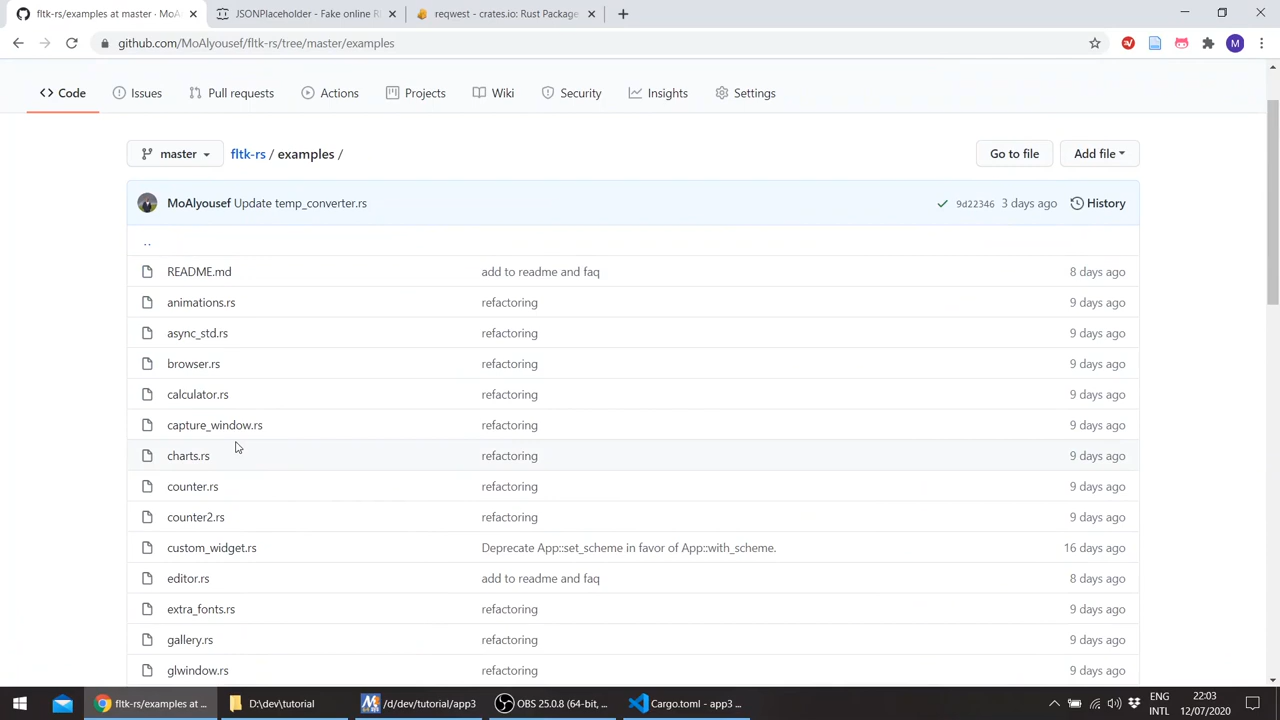 fltk-rs/examples at master · MoA
JSONPlaceholder - Fake online R
reqwest - crates.io: Rust Package
github.com/MoAlyousef/fltk-rs/tree/master/examples
M
Code Issues Pull requests Actions Projects Wiki Security Insights Settings
master fltk-rs / examples / Go to file Add file
MoAlyousef Update temp_converter.rs 9d22346 3 days ago History
..
README.md add to readme and faq 8 days ago
animations.rs refactoring 9 days ago
async_std.rs refactoring 9 days ago
browser.rs refactoring 9 days ago
calculator.rs refactoring 9 days ago
capture_window.rs refactoring 9 days ago
charts.rs refactoring 9 days ago
counter.rs refactoring 9 days ago
counter2.rs refactoring 9 days ago
custom_widget.rs Deprecate App::set_scheme in favor of App::with_scheme. 16 days ago
editor.rs add to readme and faq 8 days ago
extra_fonts.rs refactoring 9 days ago
gallery.rs refactoring 9 days ago
glwindow.rs refactoring 9 days ago
fltk-rs/examples at ...
D:\dev\tutorial
/d/dev/tutorial/app3
OBS 25.0.8 (64-bit, ...
Cargo.toml - app3 ...
ENG
INTL
22:03
12/07/2020